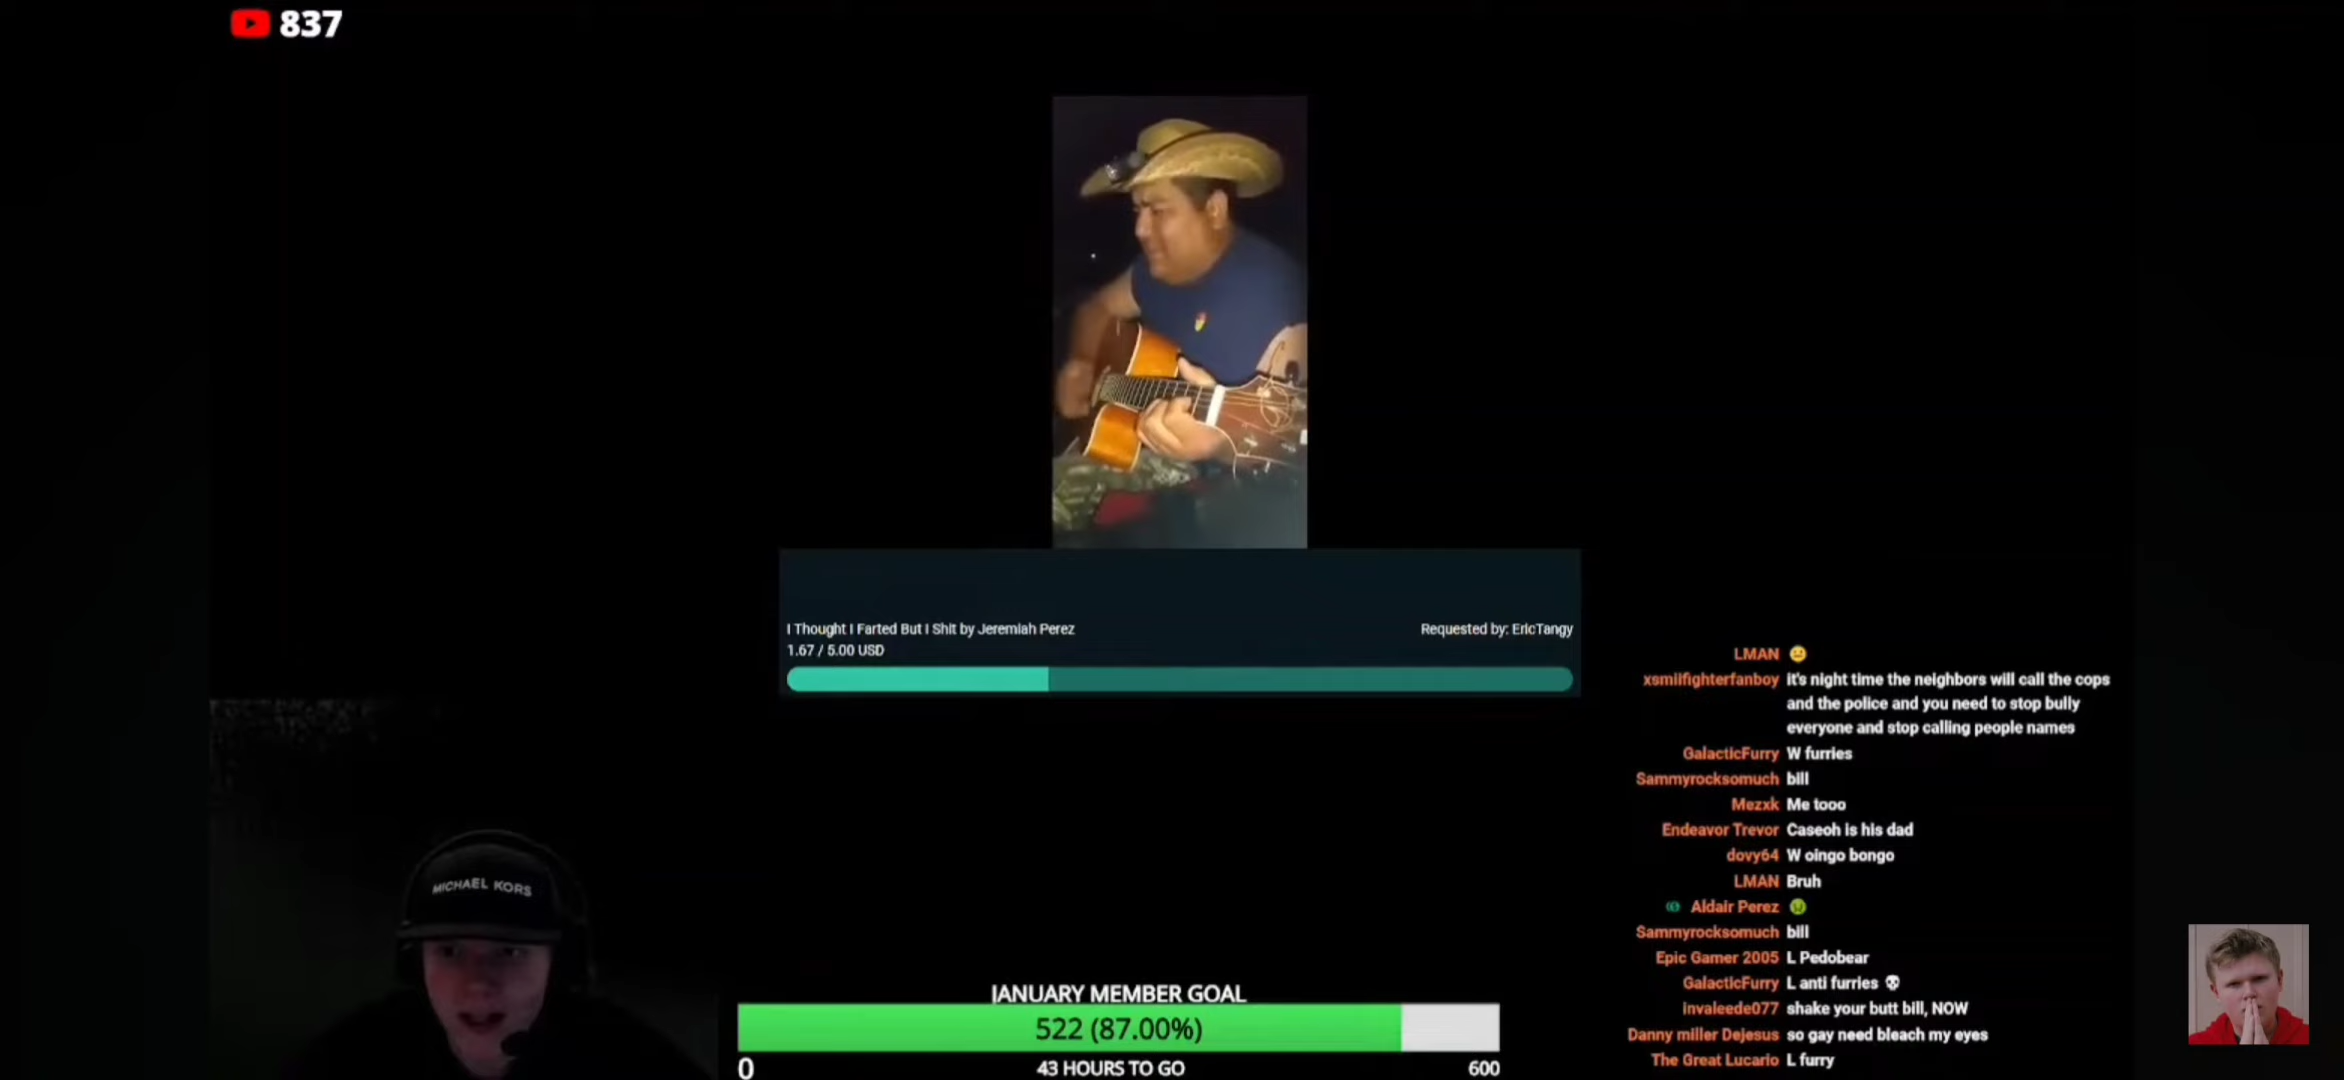 837
I Thought I Farted But I Shit by Jeremiah Perez
Requested by: EricTangy
1.67 / 5.00 USD
LMAN
xsmilfighterfanboy it's night time the neighbors will call the cops
and the police and you need to stop bully
everyone and stop calling people names
GalacticFurry W furries
Sammyrocksomuch bill
Mezxk Me tooo
Endeavor Trevor Caseoh is his dad
dovy64 W oingo bongo
LMAN Bruh
Aldair Perez
Sammyrocksomuch bill
Epic Gamer 2005 L Pedobear
GalacticFurry L anti furries
invaleede077 shake your butt bill, NOW
Danny miller Dejesus so gay need bleach my eyes
The Great Lucario L furry
MICHAEL KORS
JANUARY MEMBER GOAL
522 (87.00%)
0 43 HOURS TO GO 600